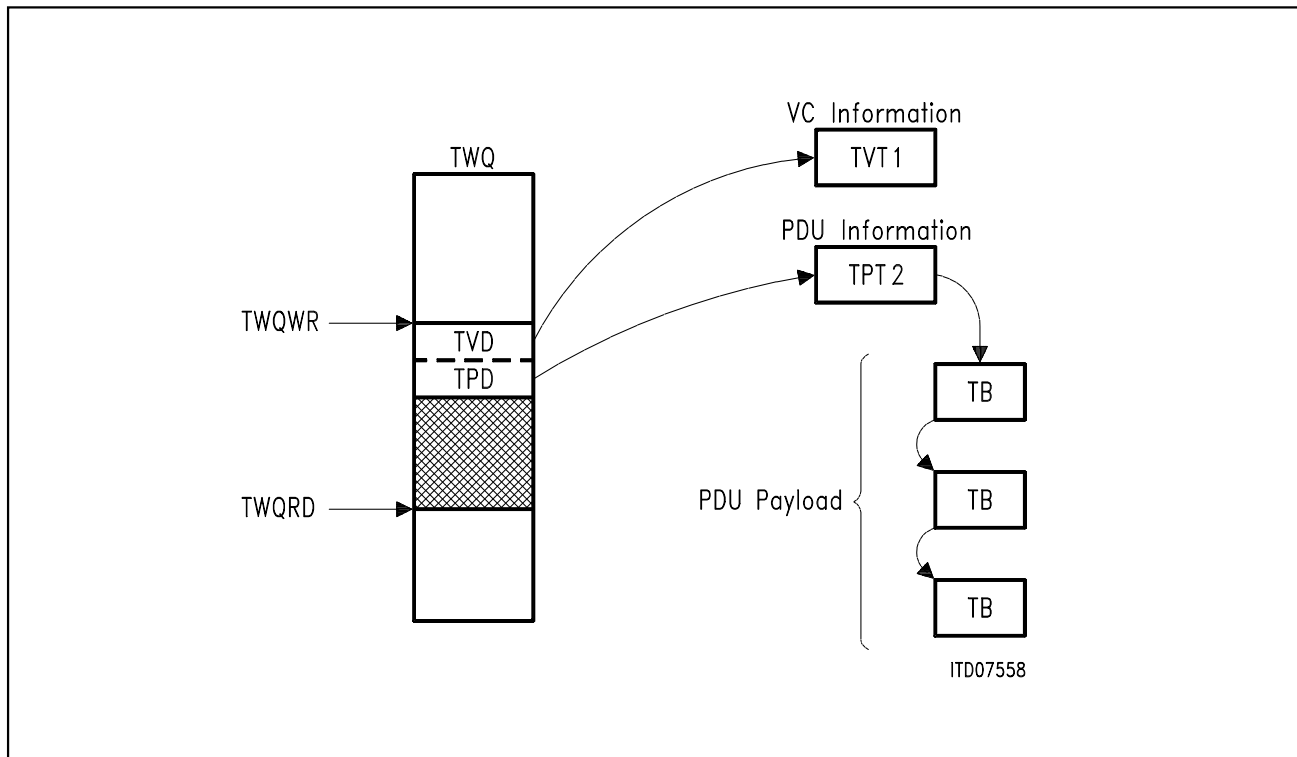 VC Information
TVT 1
TWQ
PDU Information
TPT 2
TWQWR
TVD
TPD
TB
TWQRD
PDU Payload
TB
TB
ITD07558